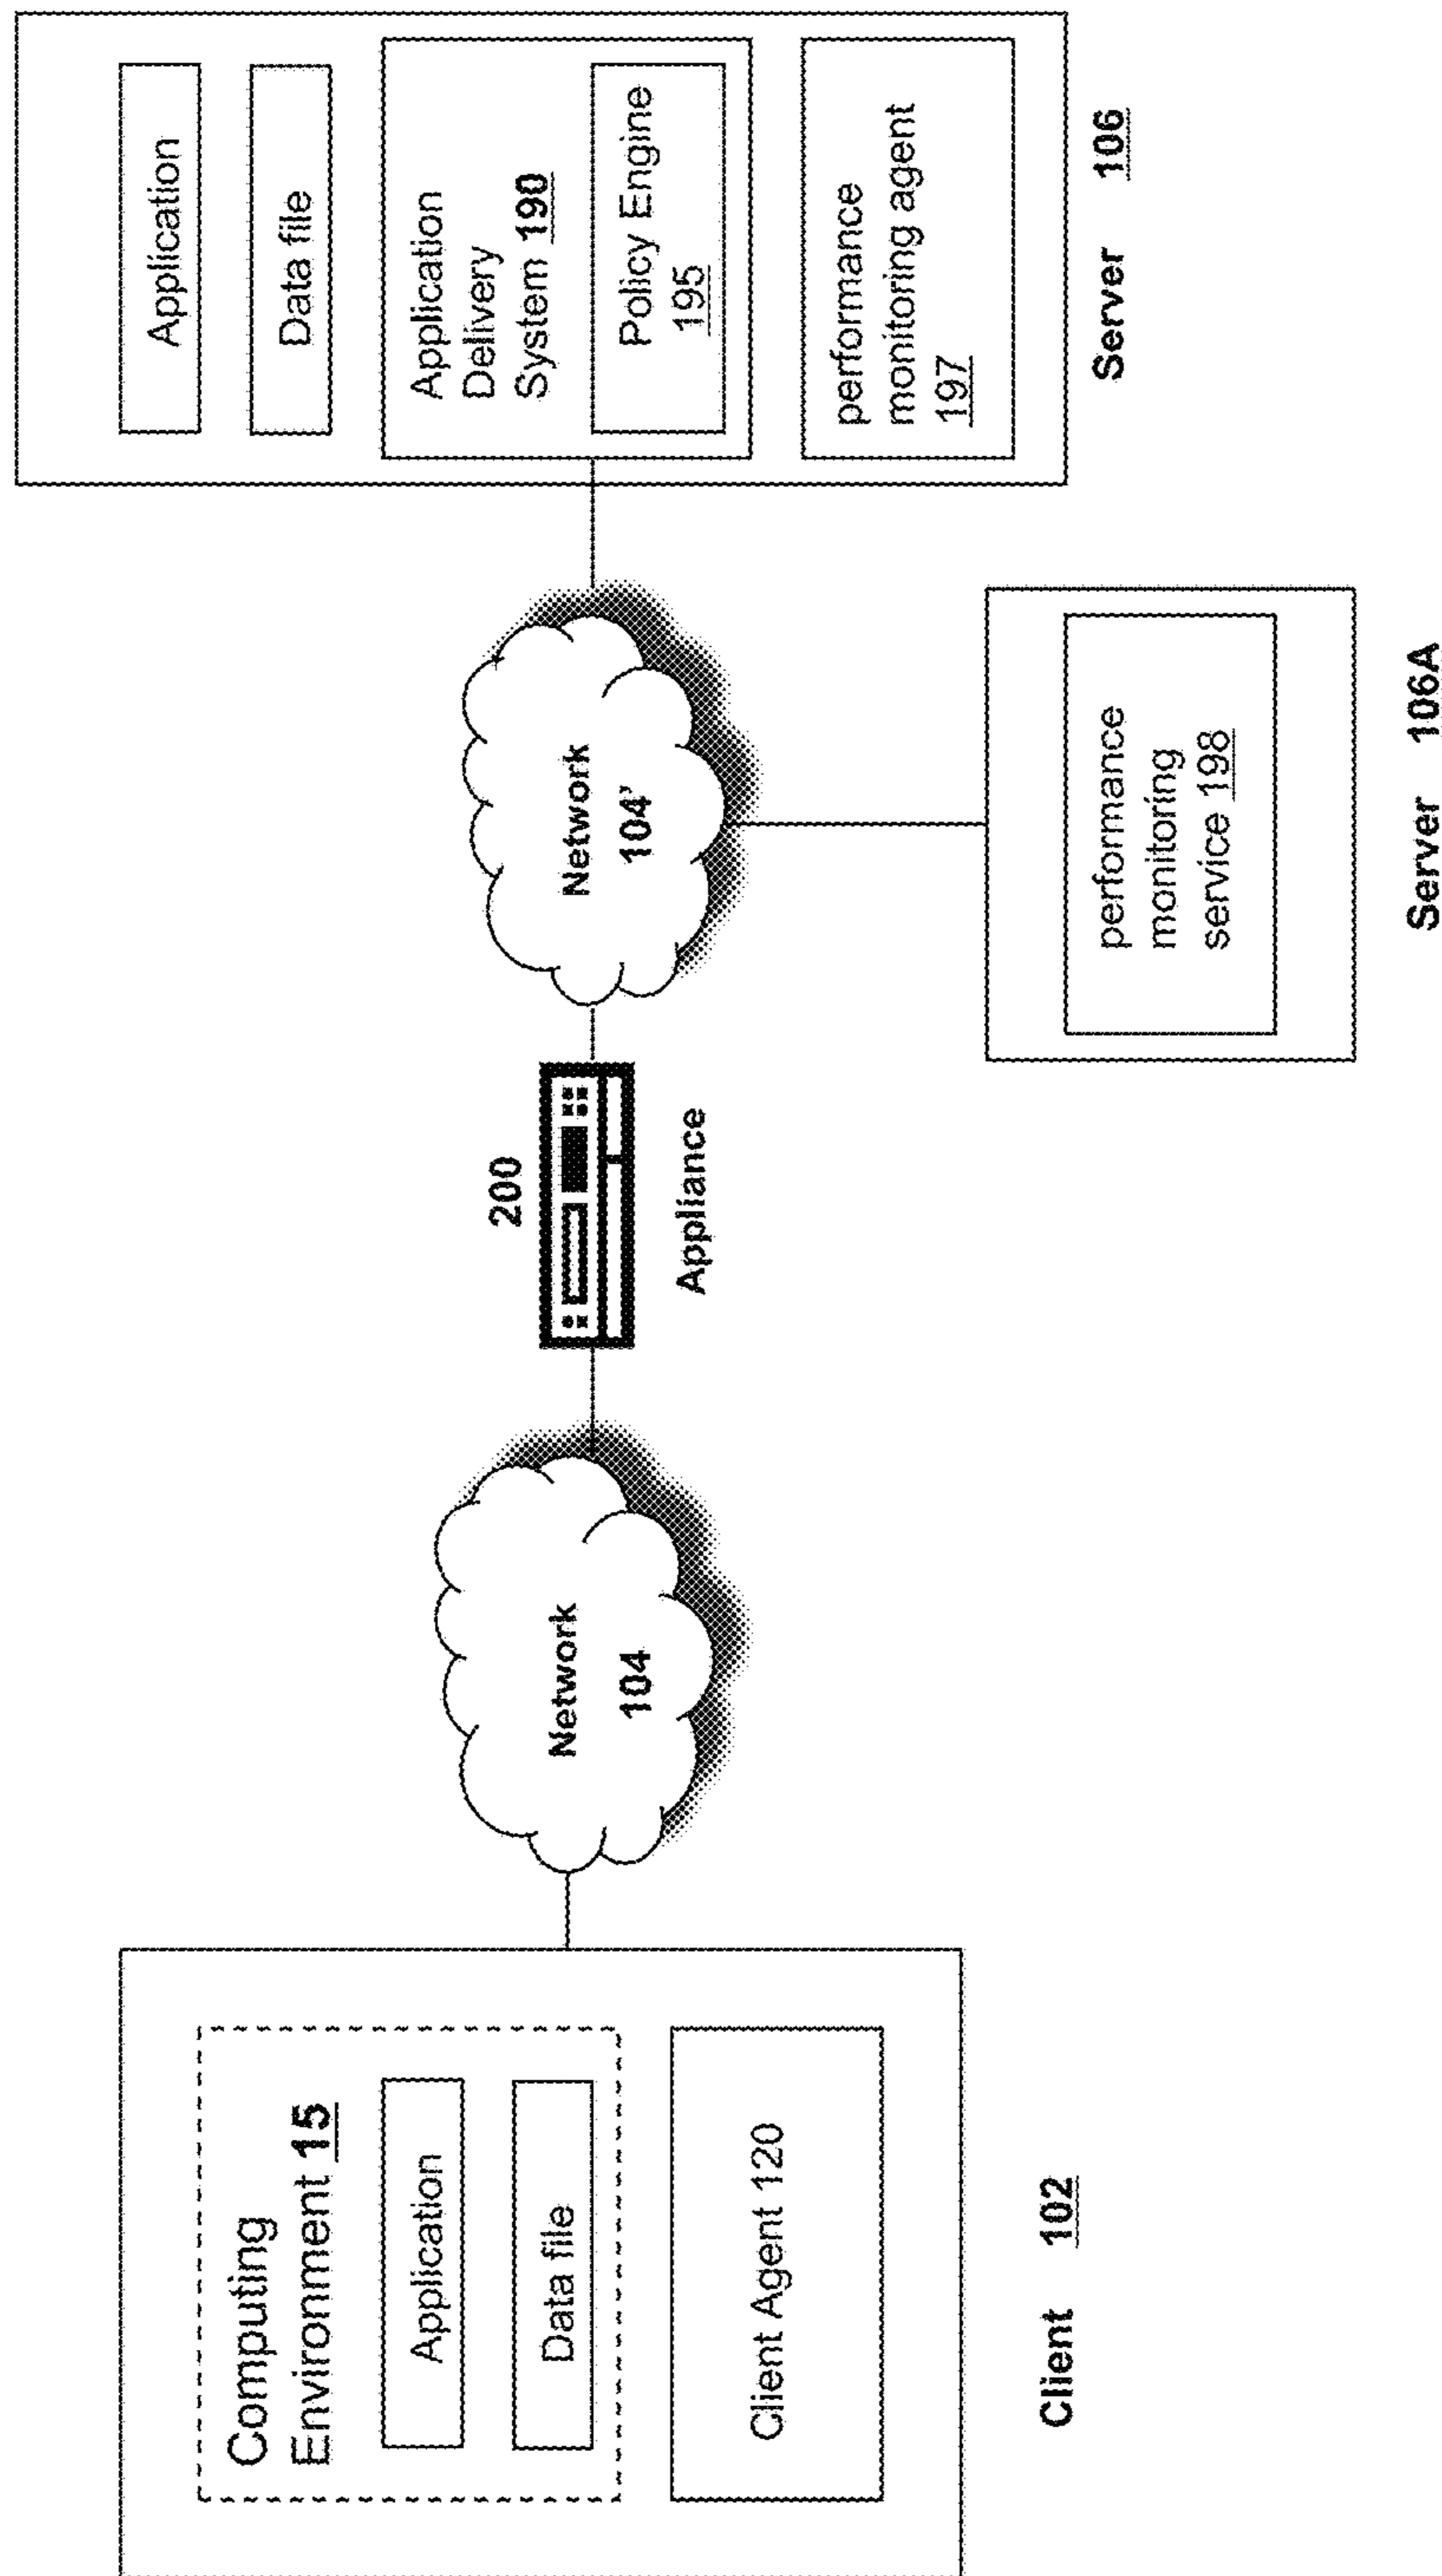 Computing
Environment 15
Application
Data file
Client Agent 120
Client 102
Network
104
200
Appliance
Network
104'
performance
monitoring
service 198
Server 106A
Application
Data file
Application
Delivery
System 190
Policy Engine
195
performance
monitoring agent
197
Server 106